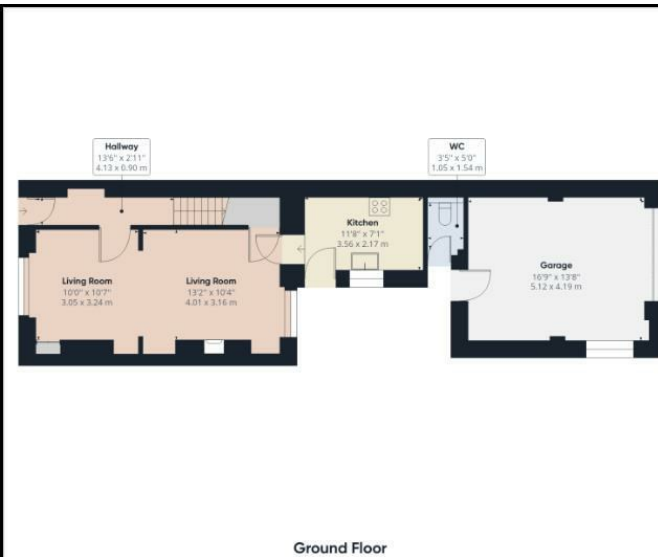 Hallway
13'6" x 2'11"
4.13 x 0.90 m
WC
3'5" x 5'0"
1.05 x 1.54 m
Kitchen
11'8" x 7'1"
3.56 x 2.17 m
Living Room
10'0" x 10'7"
3.05 x 3.24 m
Living Room
13'2" x 10'4"
4.01 x 3.16 m
Garage
16'9" x 13'8"
5.12 x 4.19 m
Ground Floor